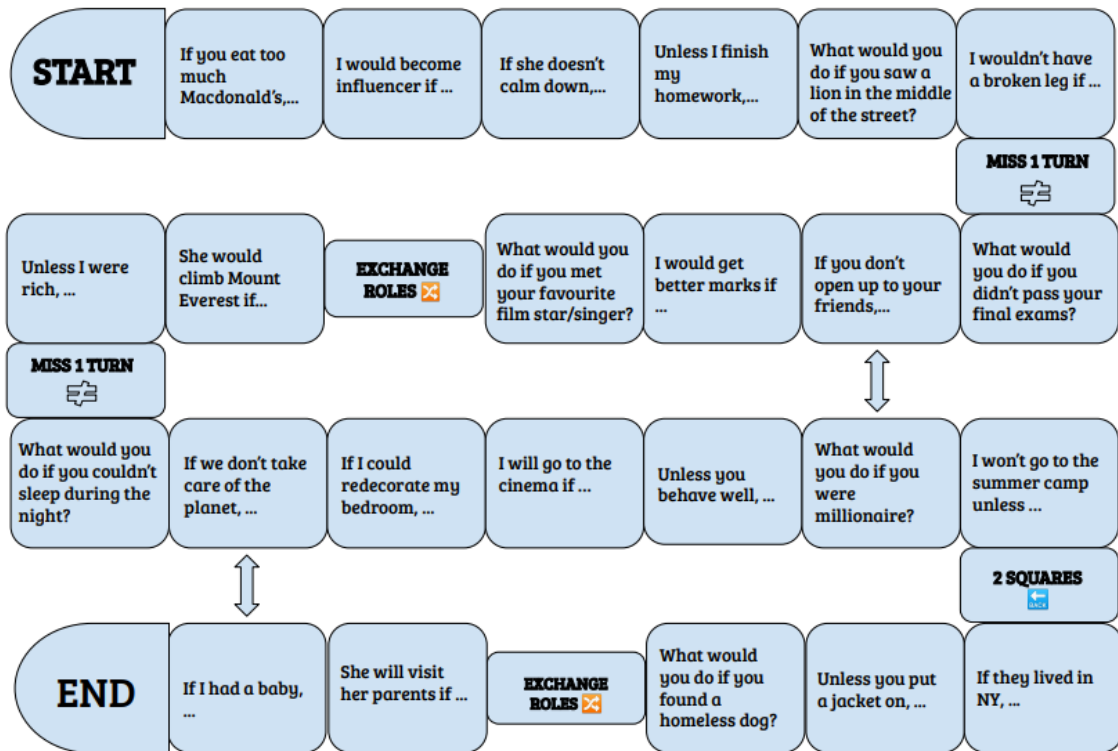 START
If you eat too
much
Macdonald's,...
I would become
influencer if ...
If she doesn't
calm down,...
Unless I finish
my
homework,...
What would you
do if you saw a
lion in the middle
of the street?
I wouldn't have
a broken leg if ...
MISS 1 TURN
Unless I were
rich, ...
She would
climb Mount
Everest if...
EXCHANGE
ROLES 🔀
What would you
do if you met
your favourite
film star/singer?
I would get
better marks if
...
If you don't
open up to your
friends,...
What would
you do if you
didn't pass your
final exams?
MISS 1 TURN
What would you
do if you couldn't
sleep during the
night?
If we don't take
care of the
planet, ...
If I could
redecorate my
bedroom, ...
I will go to the
cinema if ...
Unless you
behave well, ...
What would
you do if you
were
millionaire?
I won't go to the
summer camp
unless ...
2 SQUARES
BACK
END
If I had a baby,
...
She will visit
her parents if ...
EXCHANGE
ROLES 🔀
What would
you do if you
found a
homeless dog?
Unless you put
a jacket on, ...
If they lived in
NY, ...